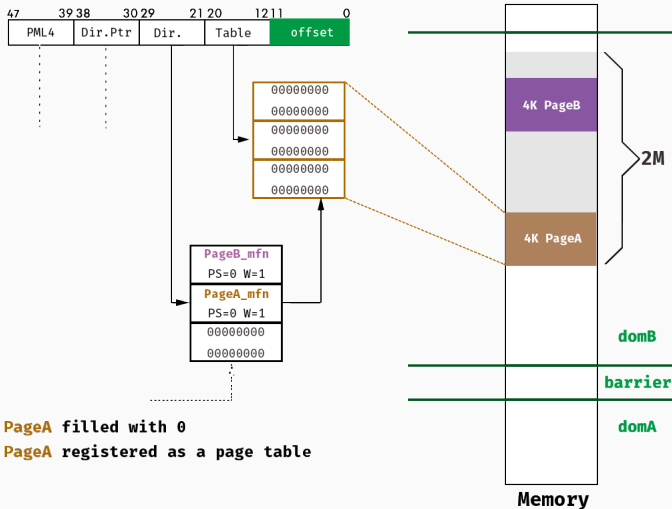 47 39 38 30 29 21 20 12 11 0
PML4 Dir.Ptr Dir. Table offset
00000000
00000000
00000000
00000000
00000000
00000000
4K PageB
2M
4K PageA
PageB_mfn
PS=0 W=1
PageA_mfn
PS=0 W=1
00000000
00000000
domB
barrier
domA
PageA filled with 0
PageA registered as a page table
Memory